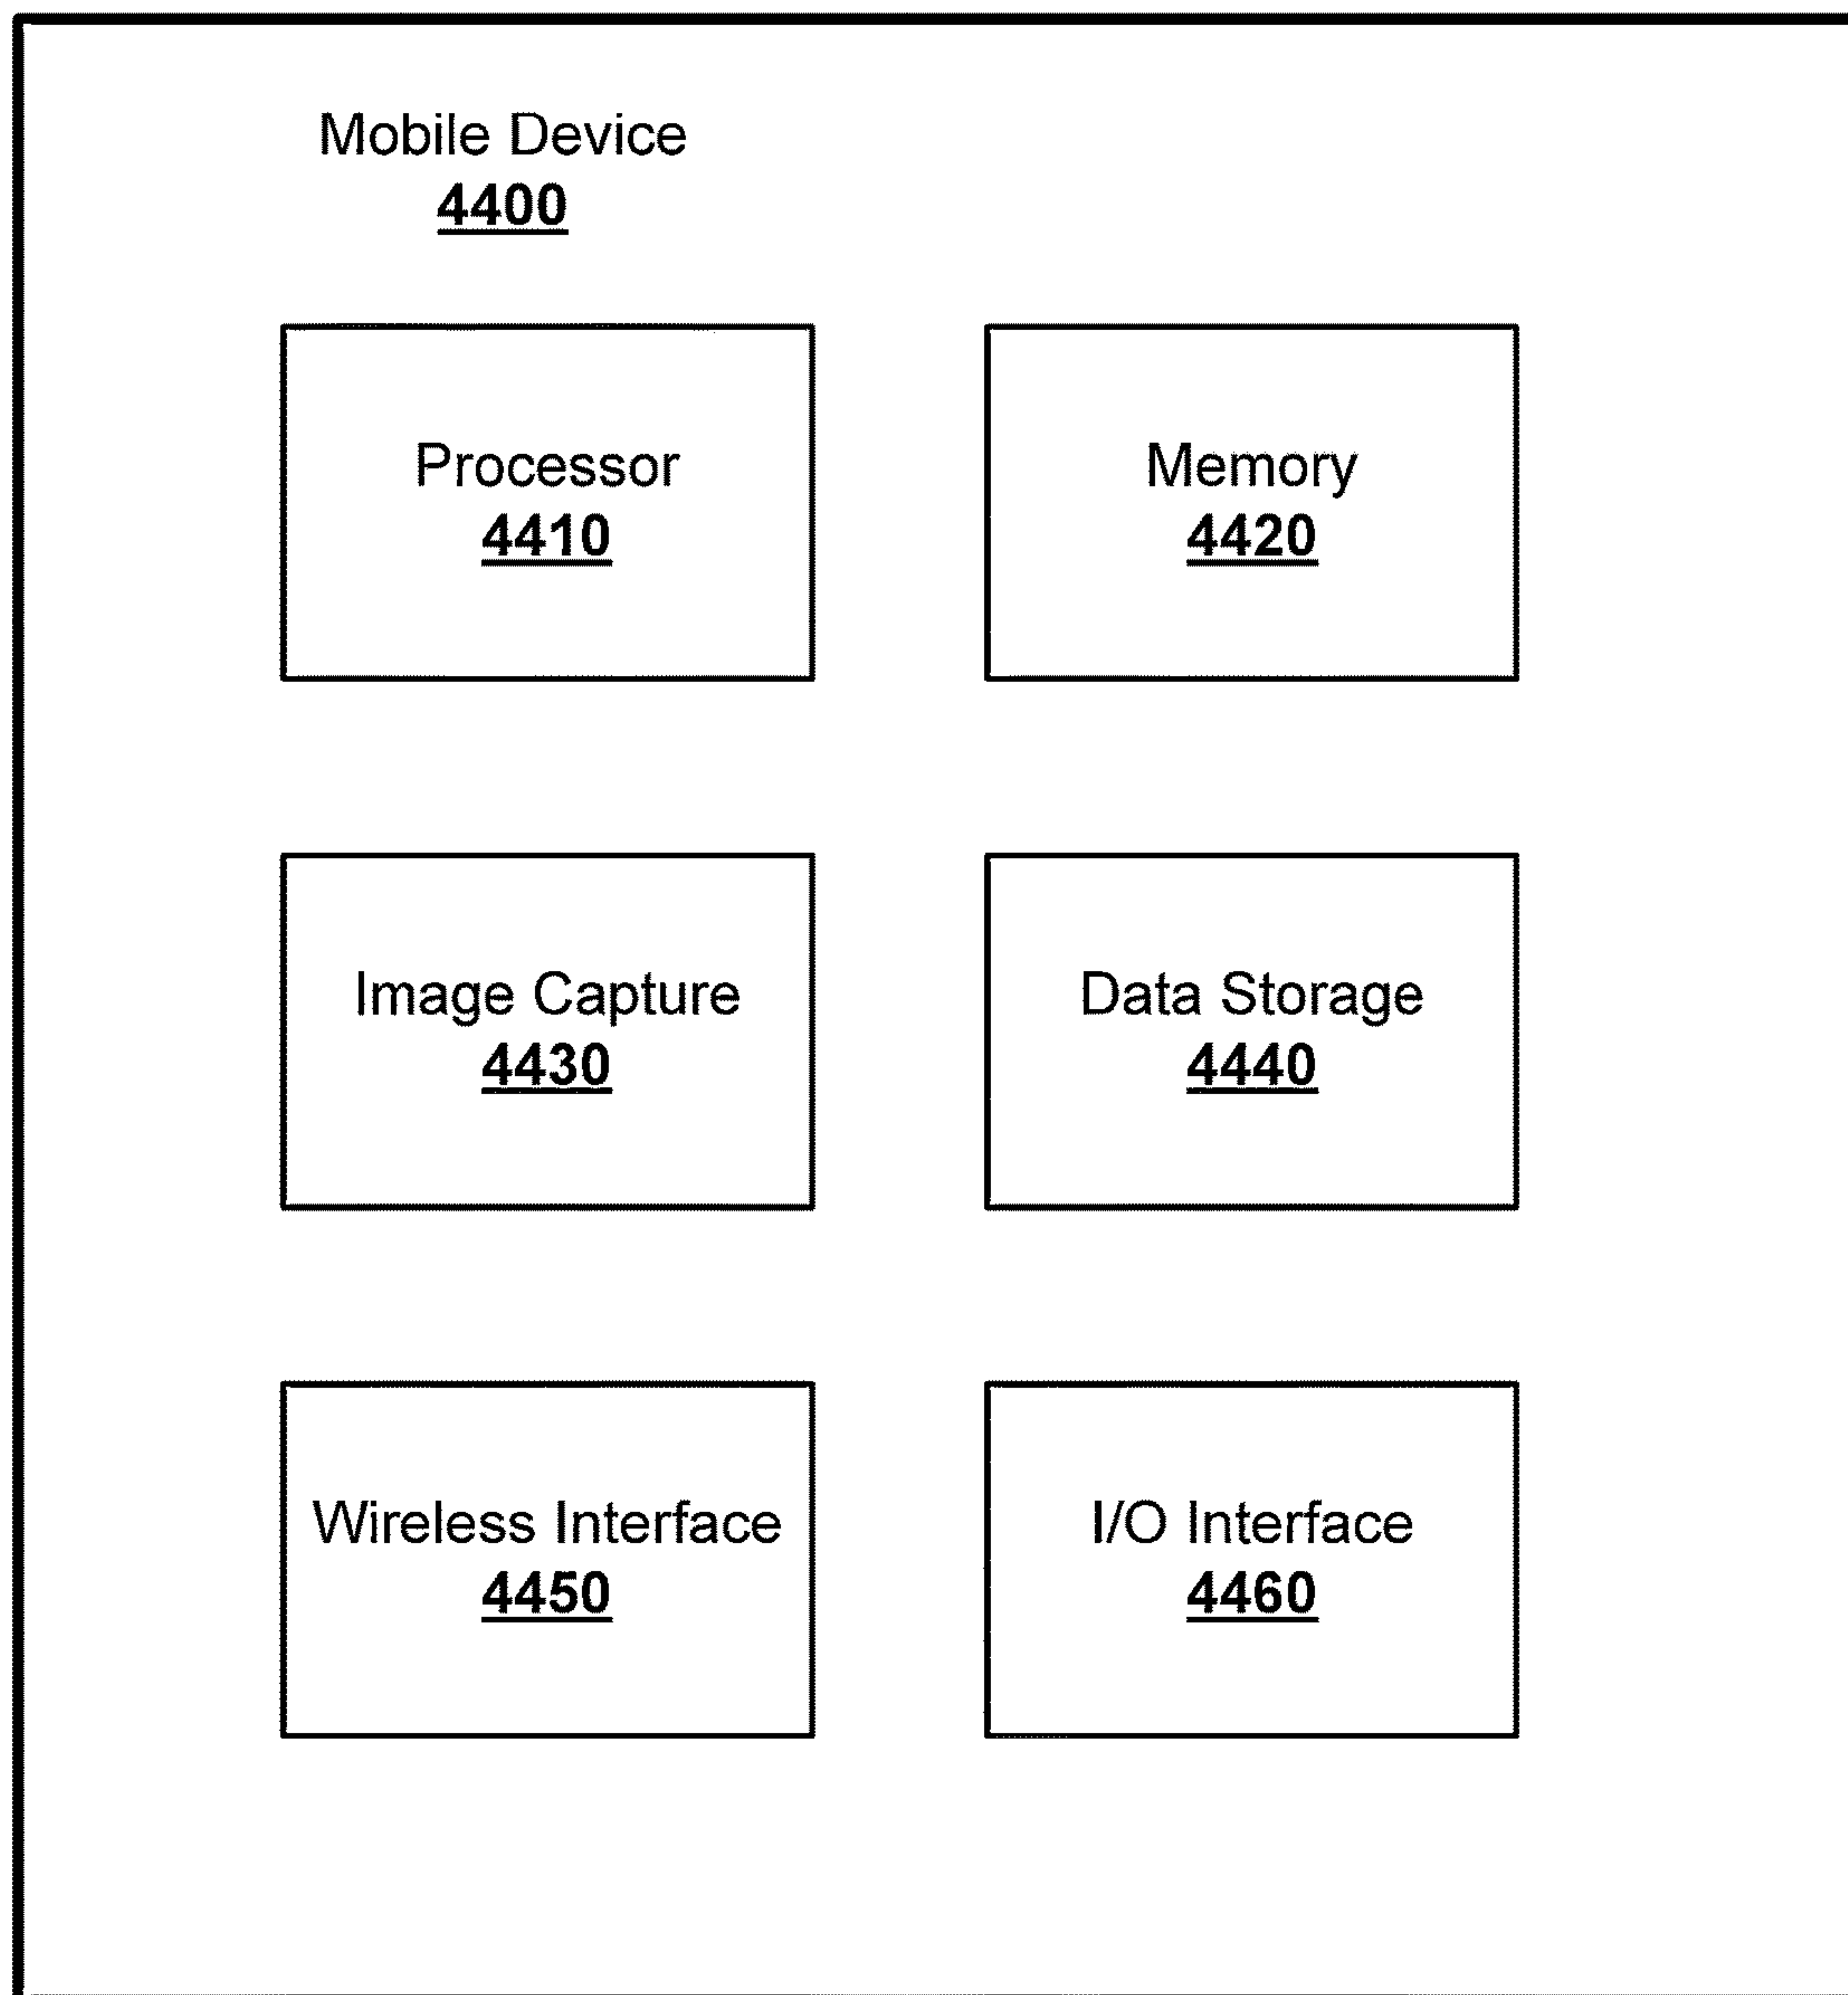 Mobile Device
4400
Processor
4410
Memory
4420
Image Capture
4430
Data Storage
4440
Wireless Interface
4450
I/O Interface
4460